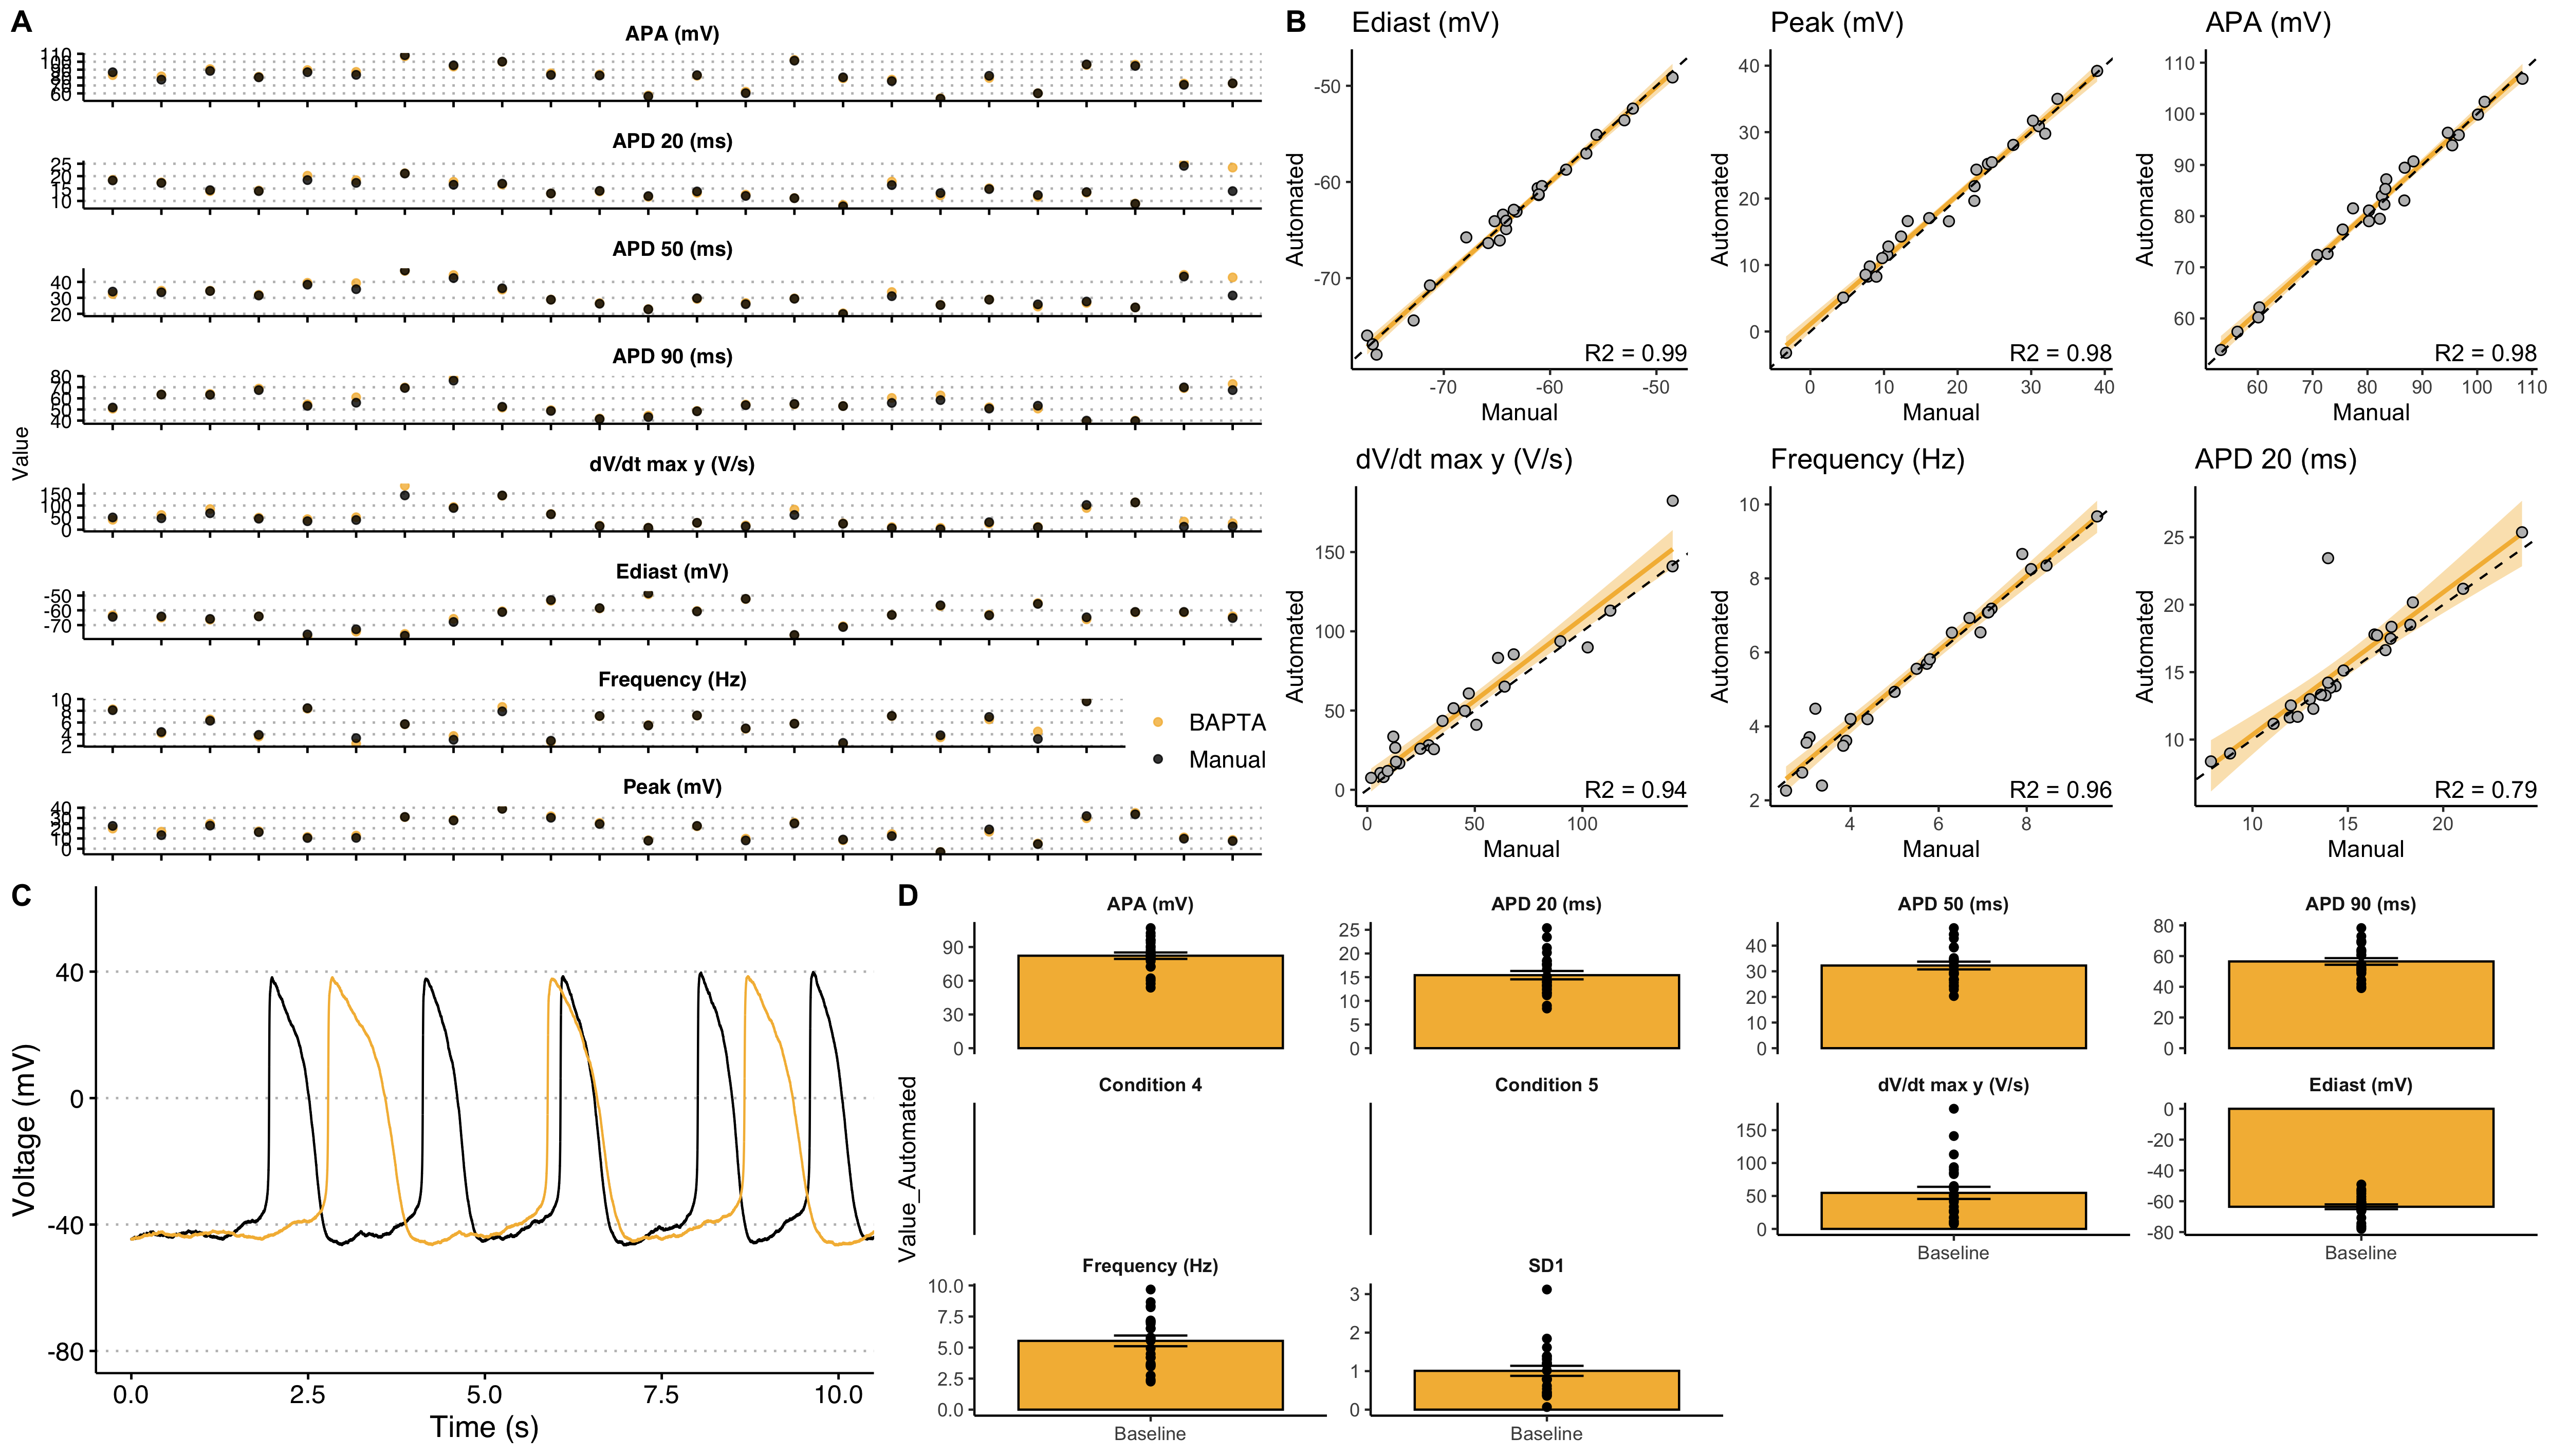 A
APA (mV)
110
100
90
80
70
60
APD 20 (ms)
25
20
15
10
APD 50 (ms)
40
30
20
APD 90 (ms)
80
70
60
50
40
dV/dt max y (V/s)
150
100
50
0
Ediast (mV)
-50
-60
-70
Frequency (Hz)
10
8
6
4
2
Peak (mV)
40
30
20
10
0
Value
BAPTA
Manual
B
Ediast (mV)
-50
-60
-70
Automated
R2 = 0.99
-70 -60 -50
Manual
Peak (mV)
40
30
20
10
0
Automated
R2 = 0.98
0 10 20 30 40
Manual
APA (mV)
110
100
90
80
70
60
Automated
R2 = 0.98
60 70 80 90 100 110
Manual
dV/dt max y (V/s)
150
100
50
0
Automated
R2 = 0.94
0 50 100
Manual
Frequency (Hz)
10
8
6
4
2
Automated
R2 = 0.96
4 6 8
Manual
APD 20 (ms)
25
20
15
10
Automated
R2 = 0.79
10 15 20
Manual
C
40
0
-40
-80
Voltage (mV)
0.0 2.5 5.0 7.5 10.0
Time (s)
D
Value_Automated
APA (mV)
90
60
30
0
APD 20 (ms)
25
20
15
10
5
0
APD 50 (ms)
40
30
20
10
0
APD 90 (ms)
80
60
40
20
0
Condition 4
Condition 5
dV/dt max y (V/s)
150
100
50
0
Baseline
Ediast (mV)
0
-20
-40
-60
-80
Baseline
Frequency (Hz)
10.0
7.5
5.0
2.5
0.0
Baseline
SD1
3
2
1
0
Baseline